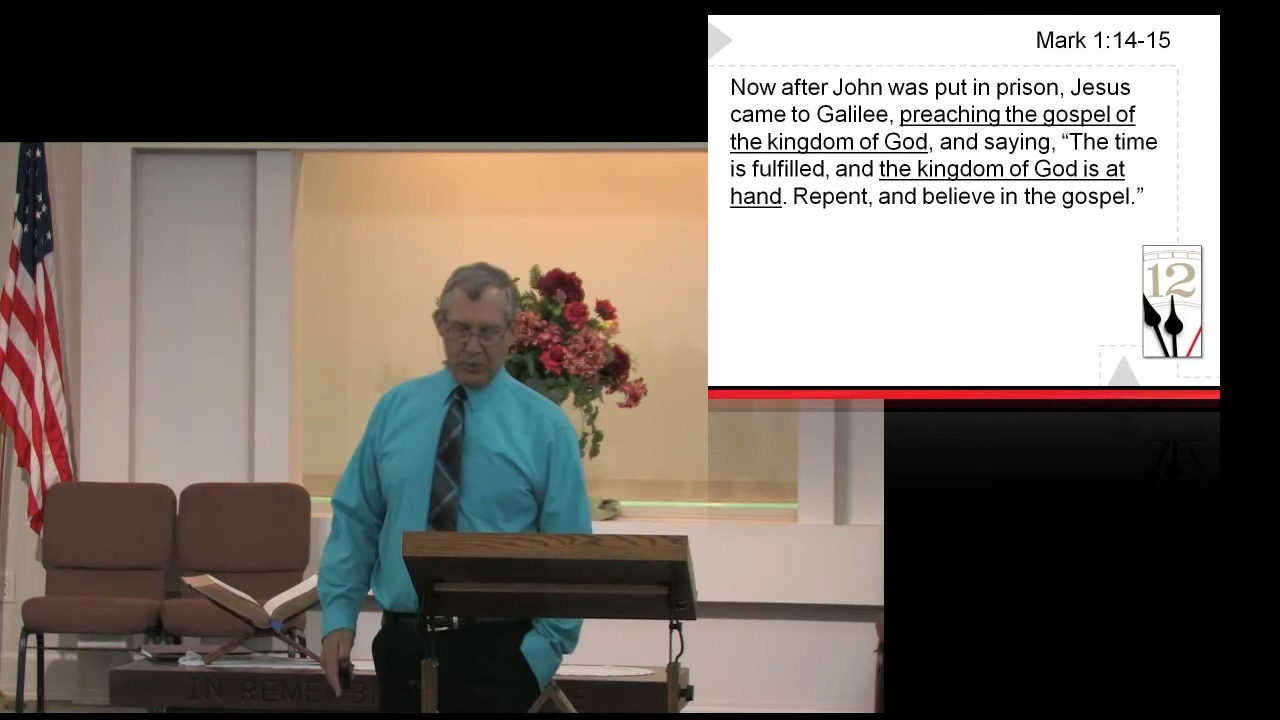 Mark 1:14-15
Now after John was put in prison, Jesus
came to Galilee, preaching the gospel of
the kingdom of God, and saying, “The time
is fulfilled, and the kingdom of God is at
hand. Repent, and believe in the gospel.”
12
IN REMEMB